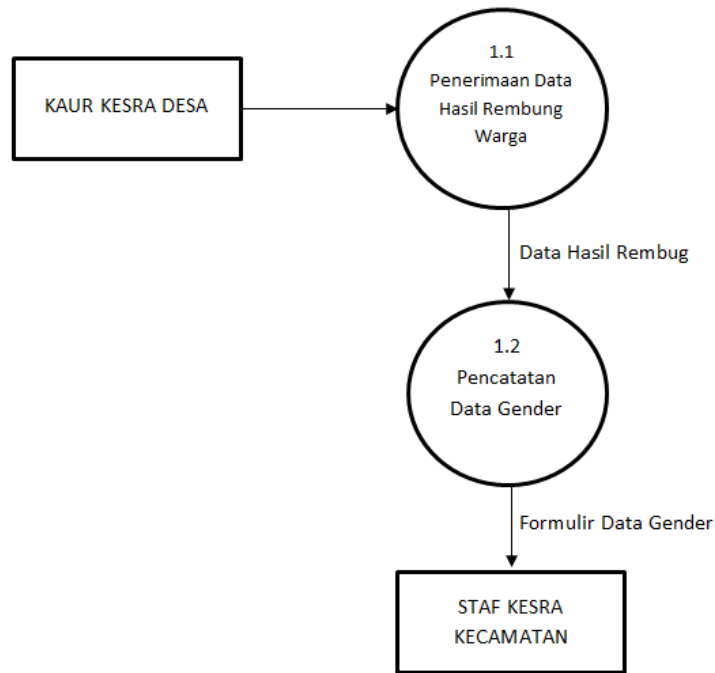 KAUR KESRA DESA
1.1
Penerimaan Data
Hasil Rembung
Warga
Data Hasil Rembug
1.2
Pencatatan
Data Gender
Formulir Data Gender
STAF KESRA
KECAMATAN